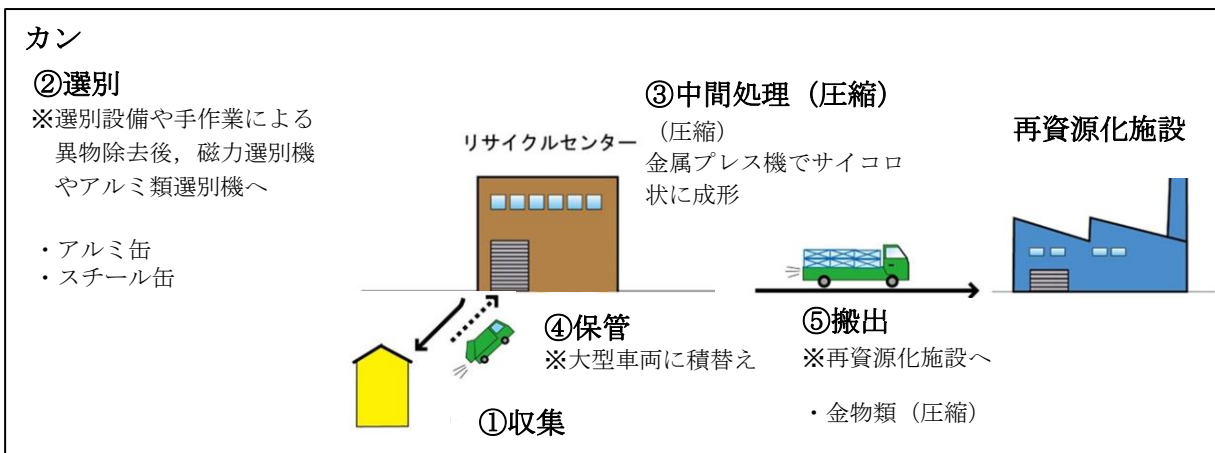 カン
②選別
※選別設備や手作業による
異物除去後，磁力選別機
やアルミ類選別機へ
・アルミ缶
・スチール缶
リサイクルセンター
③中間処理（圧縮）
（圧縮）
金属プレス機でサイコロ
状に成形
再資源化施設
④保管
※大型車両に積替え
⑤搬出
※再資源化施設へ
・金物類（圧縮）
①収集